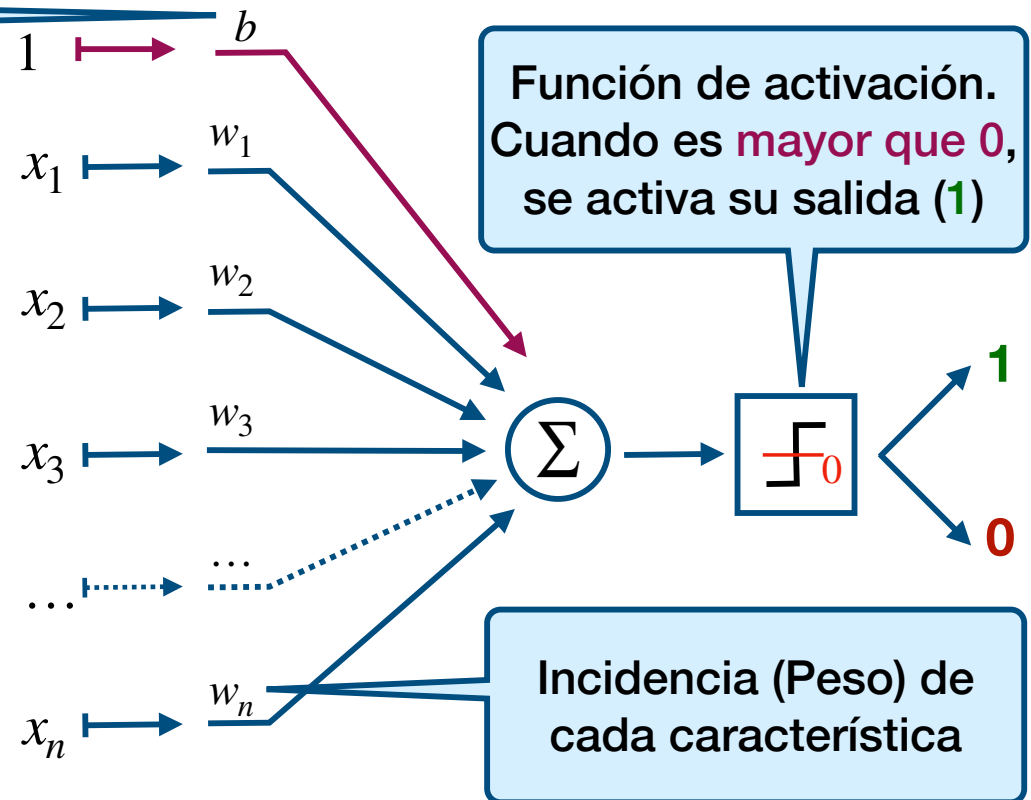 1
b
Función de activación.
Cuando es mayor que 0,
se activa su salida (1)
x₁
w₁
x₂
w₂
1
x₃
w₃
Σ
0
0
…
…
xₙ
wₙ
Incidencia (Peso) de
cada característica